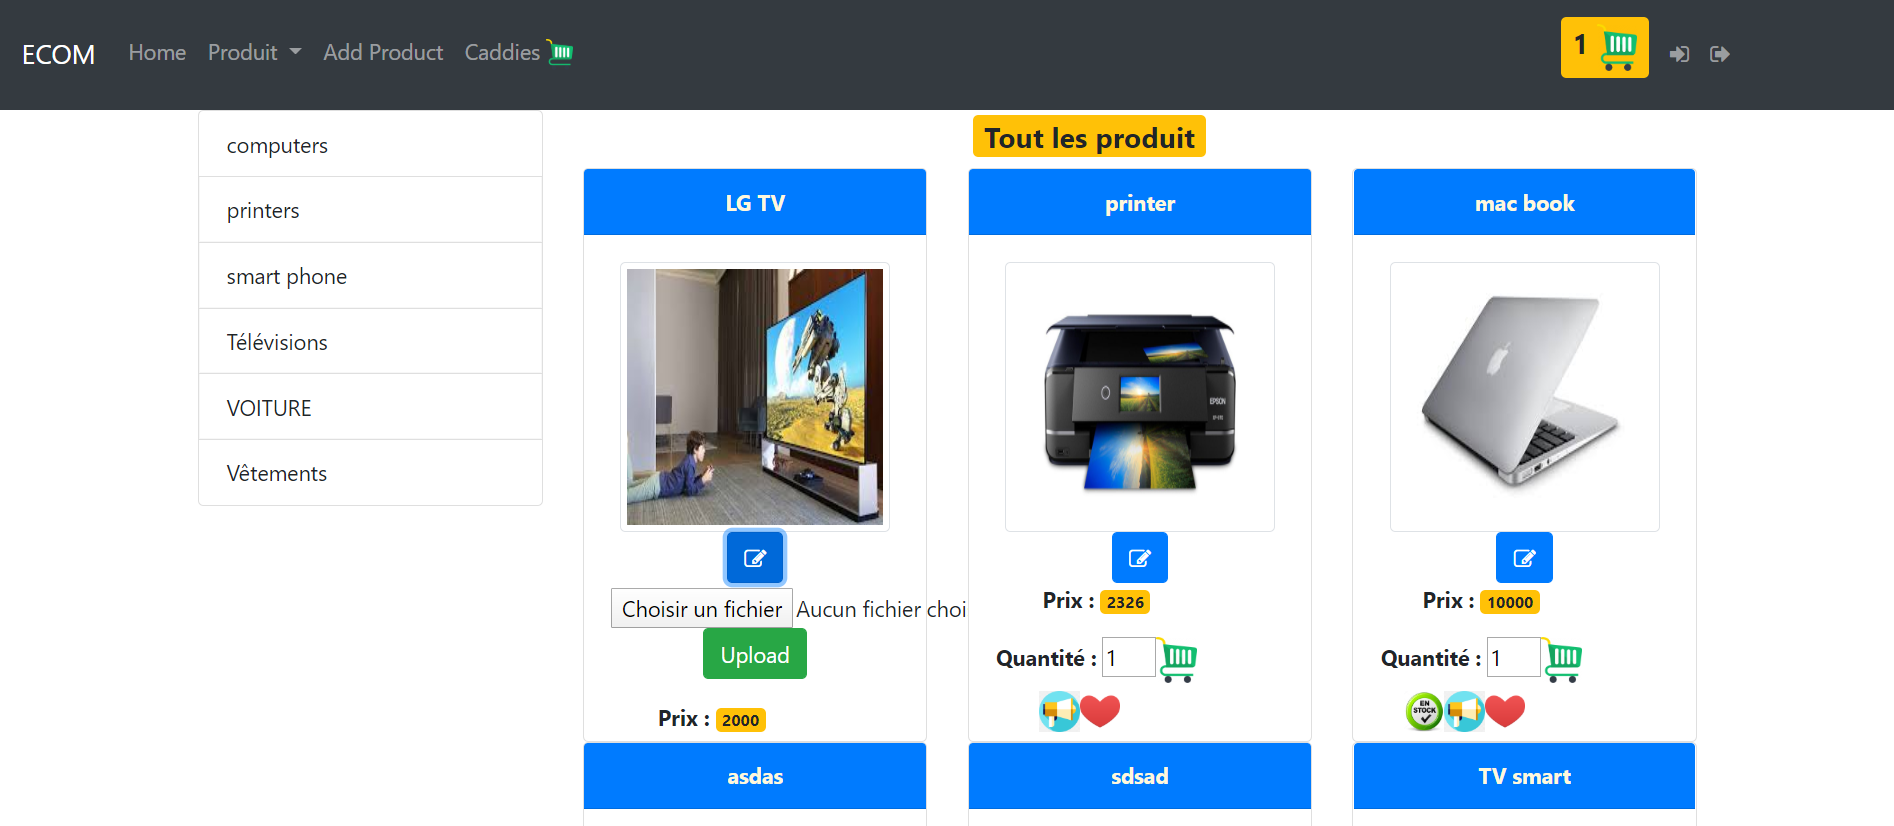 ECOM Home Produit Add Product Caddies 1
computers
printers
smart phone
Télévisions
VOITURE
Vêtements
Tout les produit
LG TV
Choisir un fichier Aucun fichier choi
Upload
Prix : 2000
printer
EPSON
Prix : 2326
Quantité : 1
mac book
Prix : 10000
Quantité : 1
EN
STOCK
asdas
sdsad
TV smart